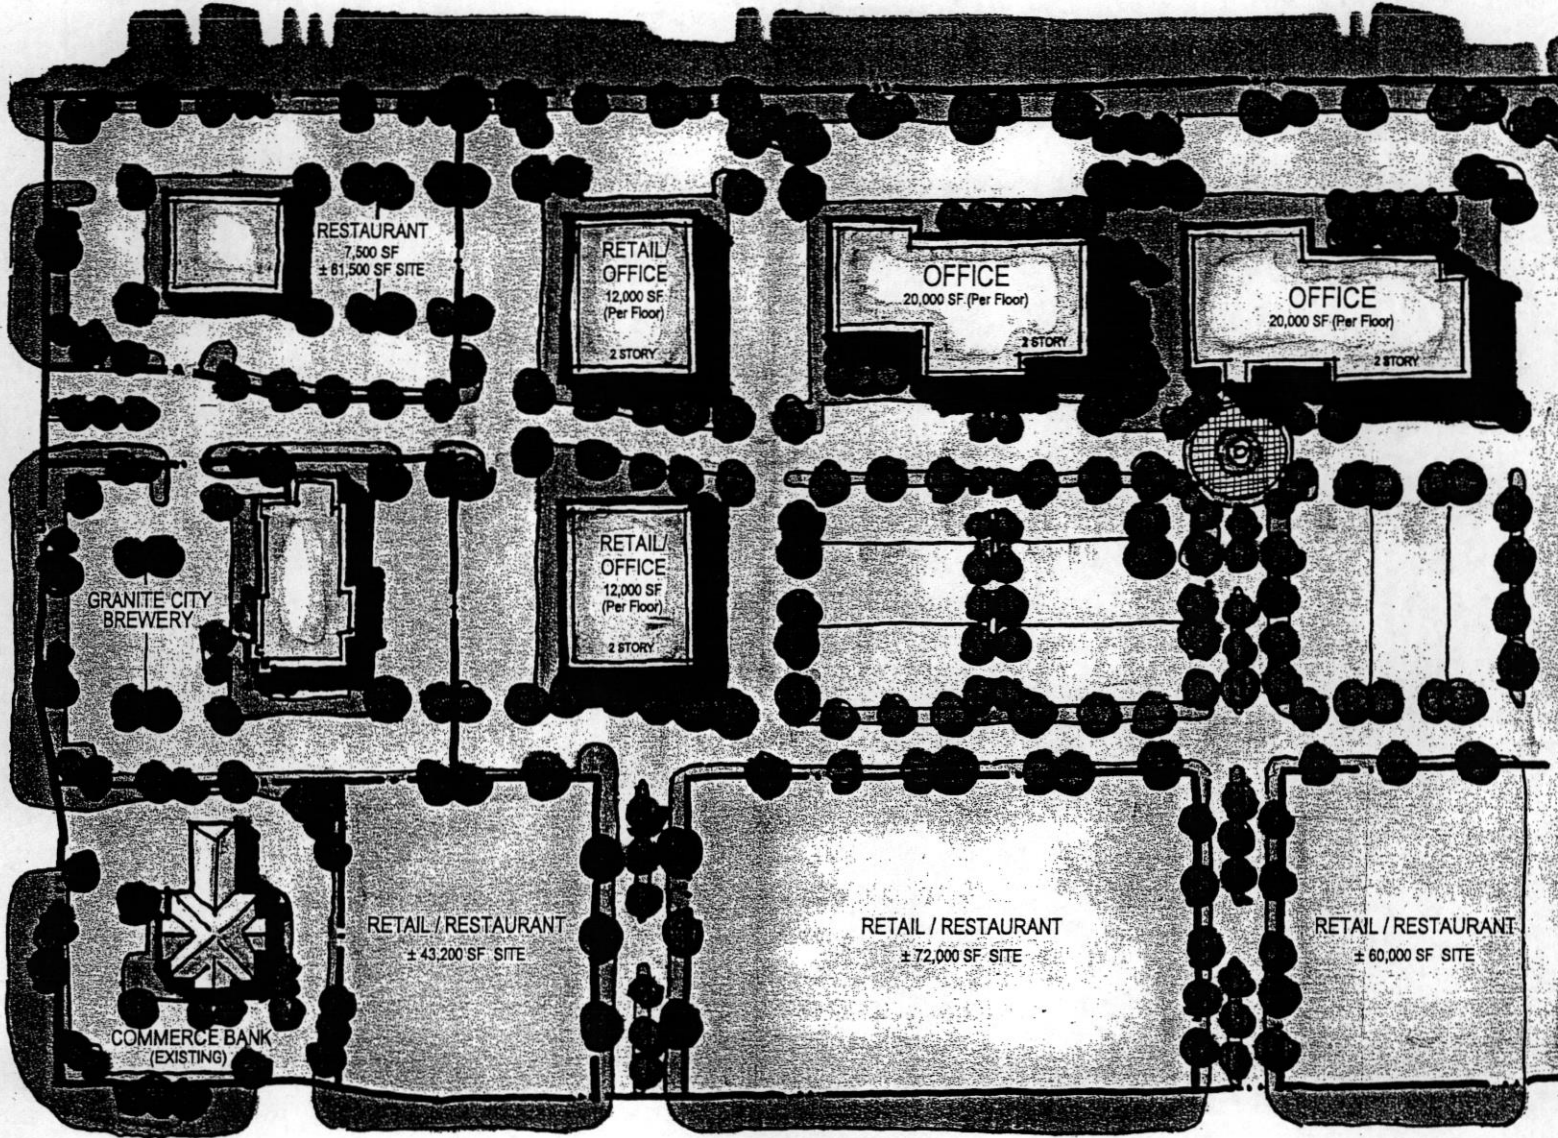 RESTAURANT
7,500 SF
± 61,500 SF SITE
RETAIL/
OFFICE
12,000 SF
(Per Floor)
2 STORY
OFFICE
20,000 SF (Per Floor)
2 STORY
OFFICE
20,000 SF (Per Floor)
2 STORY
GRANITE CITY
BREWERY
RETAIL/
OFFICE
12,000 SF
(Per Floor)
2 STORY
RETAIL / RESTAURANT
± 43,200 SF SITE
RETAIL / RESTAURANT
± 72,000 SF SITE
RETAIL / RESTAURANT
± 60,000 SF SITE
COMMERCE BANK
(EXISTING)